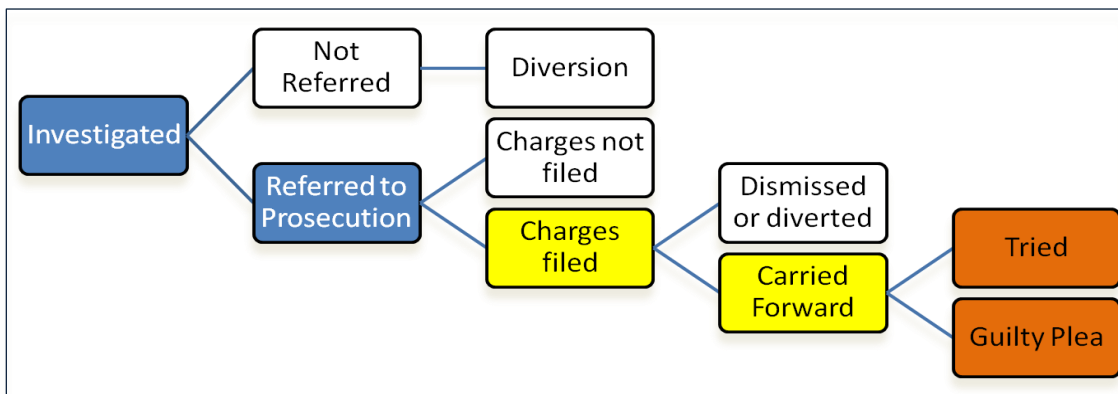 Not
Referred
Diversion
Investigated
Charges not
filed
Referred to
Prosecution
Dismissed
or diverted
Charges
filed
Tried
Carried
Forward
Guilty Plea